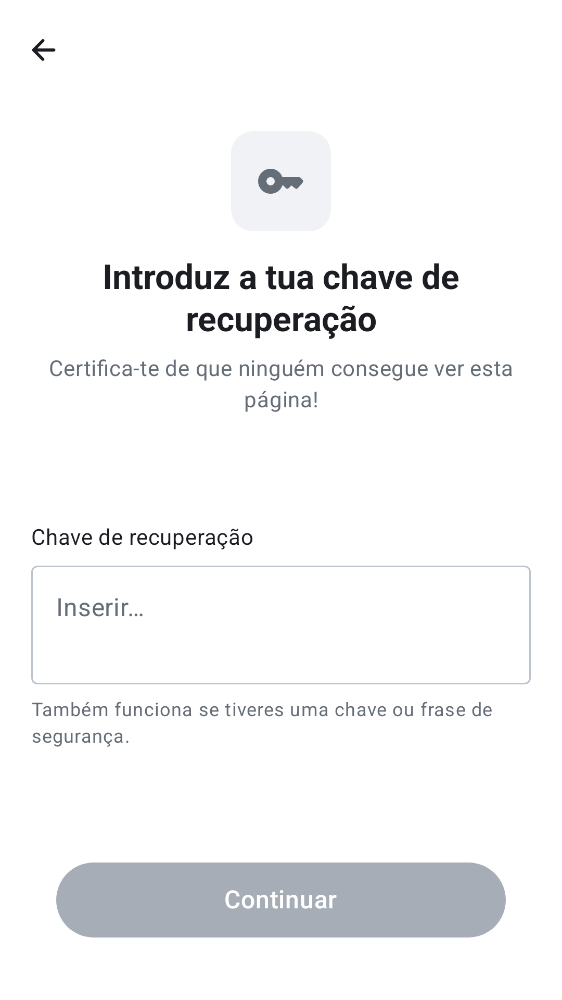 Introduz a tua chave de
recuperação
Certifica-te de que ninguém consegue ver esta
página!
Chave de recuperação
Inserir…
Também funciona se tiveres uma chave ou frase de
segurança.
Continuar